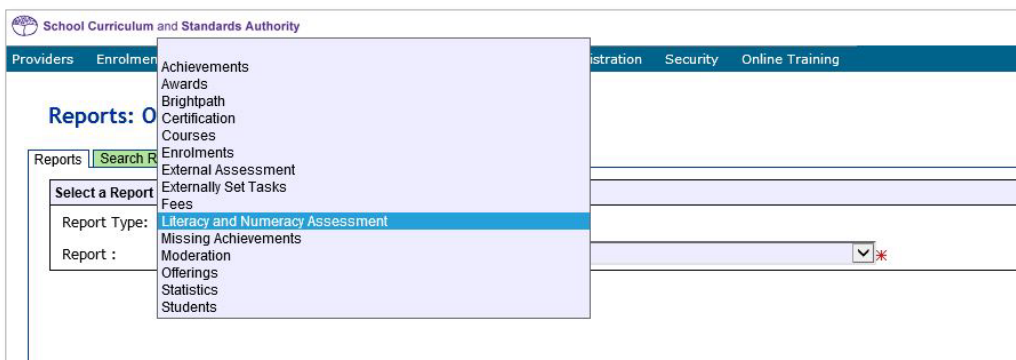 School Curriculum and Standards Authority
Providers Enrolmen istration Security Online Training
Reports: O
Reports Search R
Select a Report
Report Type:
Report :
Achievements
Awards
Brightpath
Certification
Courses
Enrolments
External Assessment
Externally Set Tasks
Fees
Literacy and Numeracy Assessment
Missing Achievements
Moderation
Offerings
Statistics
Students